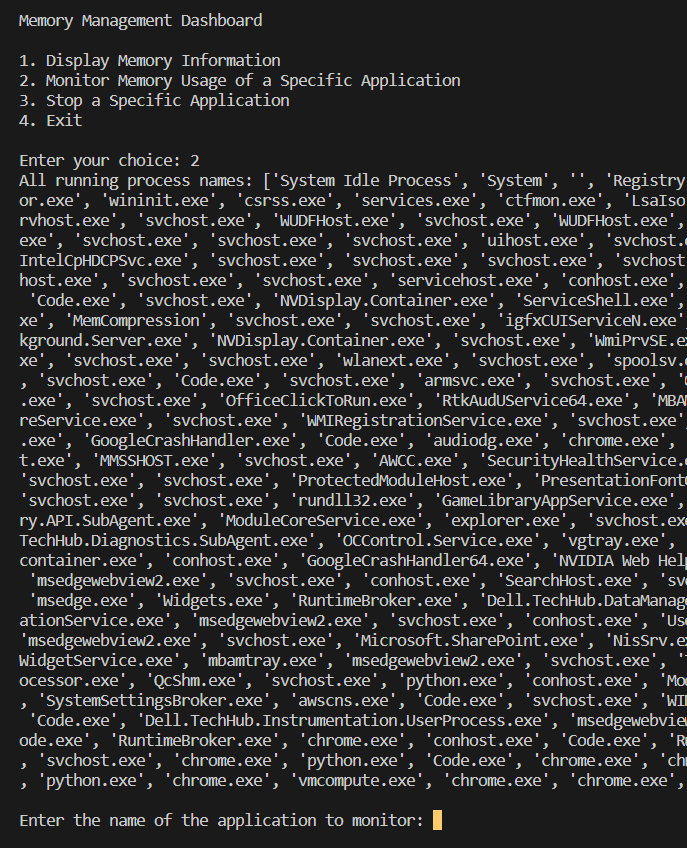 Memory Management Dashboard
1. Display Memory Information
2. Monitor Memory Usage of a Specific Application
3. Stop a Specific Application
4. Exit
Enter your choice: 2
All running process names: ['System Idle Process', 'System', '', 'Registry
or.exe', 'wininit.exe', 'csrss.exe', 'services.exe', 'ctfmon.exe', 'LsaIso
rvhost.exe', 'svchost.exe', 'WUDFHost.exe', 'svchost.exe', 'WUDFHost.exe',
exe', 'svchost.exe', 'svchost.exe', 'svchost.exe', 'uihost.exe', 'svchost.
IntelCpHDCPSvc.exe', 'svchost.exe', 'svchost.exe', 'svchost.exe', 'svchost
host.exe', 'svchost.exe', 'svchost.exe', 'servicehost.exe', 'conhost.exe',
'Code.exe', 'svchost.exe', 'NVDisplay.Container.exe', 'ServiceShell.exe',
xe', 'MemCompression', 'svchost.exe', 'svchost.exe', 'igfxCUIServiceN.exe'
kground.Server.exe', 'NVDisplay.Container.exe', 'svchost.exe', 'WmiPrvSE.ex
xe', 'svchost.exe', 'svchost.exe', 'wlanext.exe', 'svchost.exe', 'spoolsv.e
, 'svchost.exe', 'Code.exe', 'svchost.exe', 'armsvc.exe', 'svchost.exe', '
.exe', 'svchost.exe', 'OfficeClickToRun.exe', 'RtkAudUService64.exe', 'MBAM
reService.exe', 'svchost.exe', 'WMIRegistrationService.exe', 'svchost.exe'
.exe', 'GoogleCrashHandler.exe', 'Code.exe', 'audiodg.exe', 'chrome.exe', '
t.exe', 'MMSSHOST.exe', 'svchost.exe', 'AWCC.exe', 'SecurityHealthService.e
'svchost.exe', 'svchost.exe', 'ProtectedModuleHost.exe', 'PresentationFontC
'svchost.exe', 'svchost.exe', 'rundll32.exe', 'GameLibraryAppService.exe',
ry.API.SubAgent.exe', 'ModuleCoreService.exe', 'explorer.exe', 'svchost.exe
TechHub.Diagnostics.SubAgent.exe', 'OCControl.Service.exe', 'vgtray.exe', '
container.exe', 'conhost.exe', 'GoogleCrashHandler64.exe', 'NVIDIA Web Help
'msedgewebview2.exe', 'svchost.exe', 'conhost.exe', 'SearchHost.exe', 'svc
'msedge.exe', 'Widgets.exe', 'RuntimeBroker.exe', 'Dell.TechHub.DataManag
ationService.exe', 'msedgewebview2.exe', 'svchost.exe', 'conhost.exe', 'Use
'msedgewebview2.exe', 'svchost.exe', 'Microsoft.SharePoint.exe', 'NisSrv.ex
WidgetService.exe', 'mbamtray.exe', 'msedgewebview2.exe', 'svchost.exe', '
ocessor.exe', 'QcShm.exe', 'svchost.exe', 'python.exe', 'conhost.exe', 'Mod
, 'SystemSettingsBroker.exe', 'awscns.exe', 'Code.exe', 'svchost.exe', 'WIN
'Code.exe', 'Dell.TechHub.Instrumentation.UserProcess.exe', 'msedgewebview
ode.exe', 'RuntimeBroker.exe', 'chrome.exe', 'conhost.exe', 'Code.exe', 'Ru
, 'svchost.exe', 'chrome.exe', 'python.exe', 'Code.exe', 'chrome.exe', 'chr
, 'python.exe', 'chrome.exe', 'vmcompute.exe', 'chrome.exe', 'chrome.exe',
Enter the name of the application to monitor: